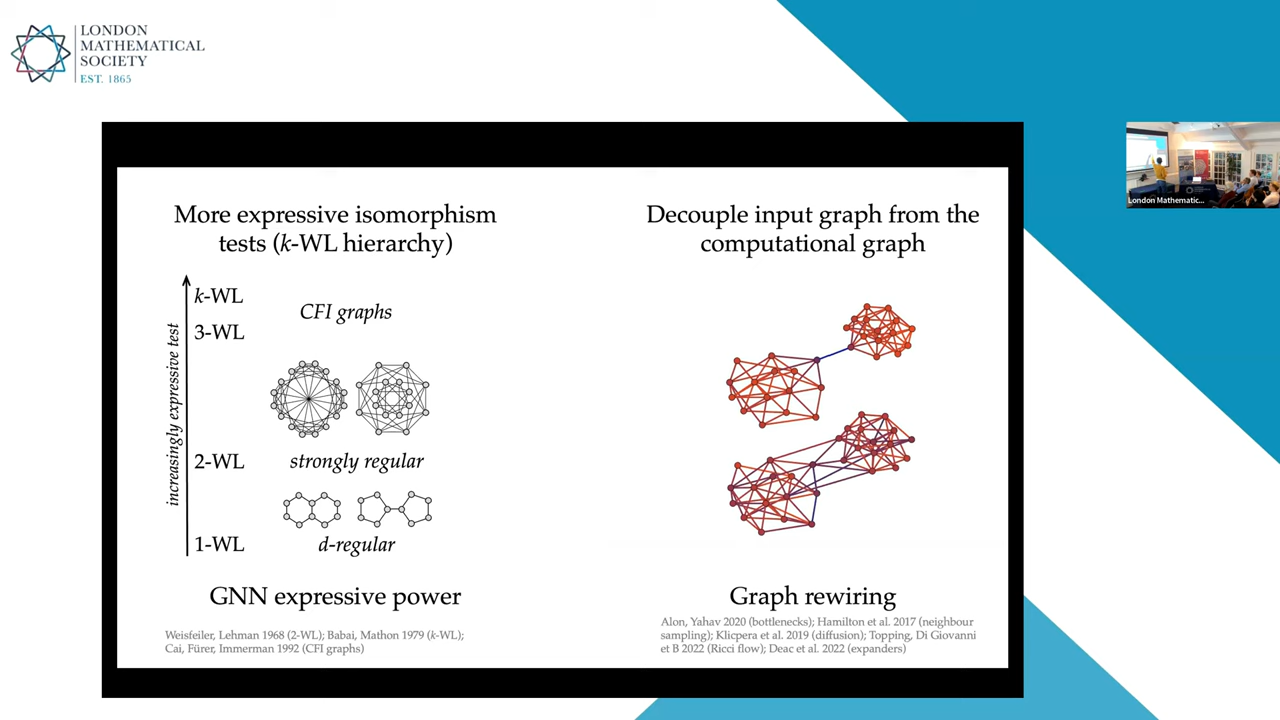 LONDON
MATHEMATICAL
SOCIETY
EST. 1865
London Mathematic...
More expressive isomorphism
tests (k-WL hierarchy)
increasingly expressive test
k-WL
CFI graphs
3-WL
2-WL
strongly regular
1-WL
d-regular
GNN expressive power
Weisfeiler, Lehman 1968 (2-WL); Babai, Mathon 1979 (k-WL);
Cai, Fürer, Immerman 1992 (CFI graphs)
Decouple input graph from the
computational graph
Graph rewiring
Alon, Yahav 2020 (bottlenecks); Hamilton et al. 2017 (neighbour
sampling); Klicpera et al. 2019 (diffusion); Topping, Di Giovanni
et B 2022 (Ricci flow); Deac et al. 2022 (expanders)